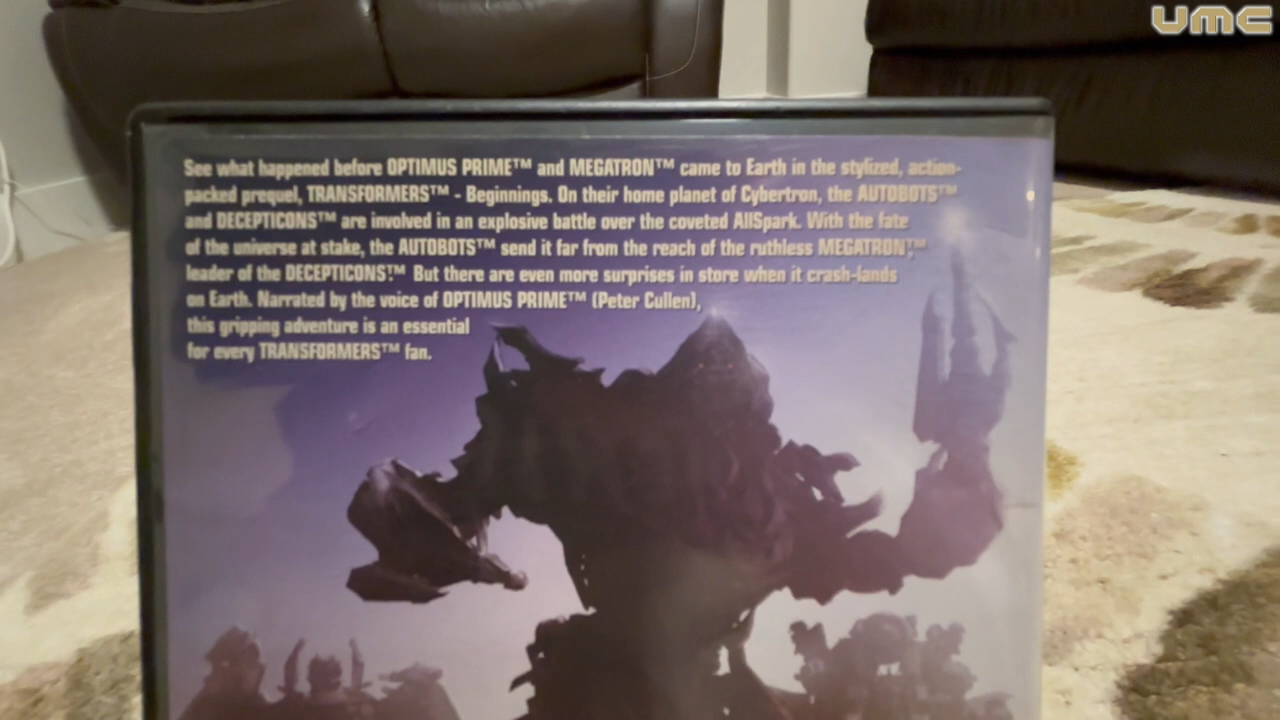 UMC
See what happened before OPTIMUS PRIME™ and MEGATRON™ came to Earth in the stylized, action-
packed prequel, TRANSFORMERS™ - Beginnings. On their home planet of Cybertron, the AUTOBOTS™
and DECEPTICONS™ are involved in an explosive battle over the coveted AllSpark. With the fate
of the universe at stake, the AUTOBOTS™ send it far from the reach of the ruthless MEGATRON™,
leader of the DECEPTICONS™. But there are even more surprises in store when it crash-lands
on Earth. Narrated by the voice of OPTIMUS PRIME™ (Peter Cullen),
this gripping adventure is an essential
for every TRANSFORMERS™ fan.